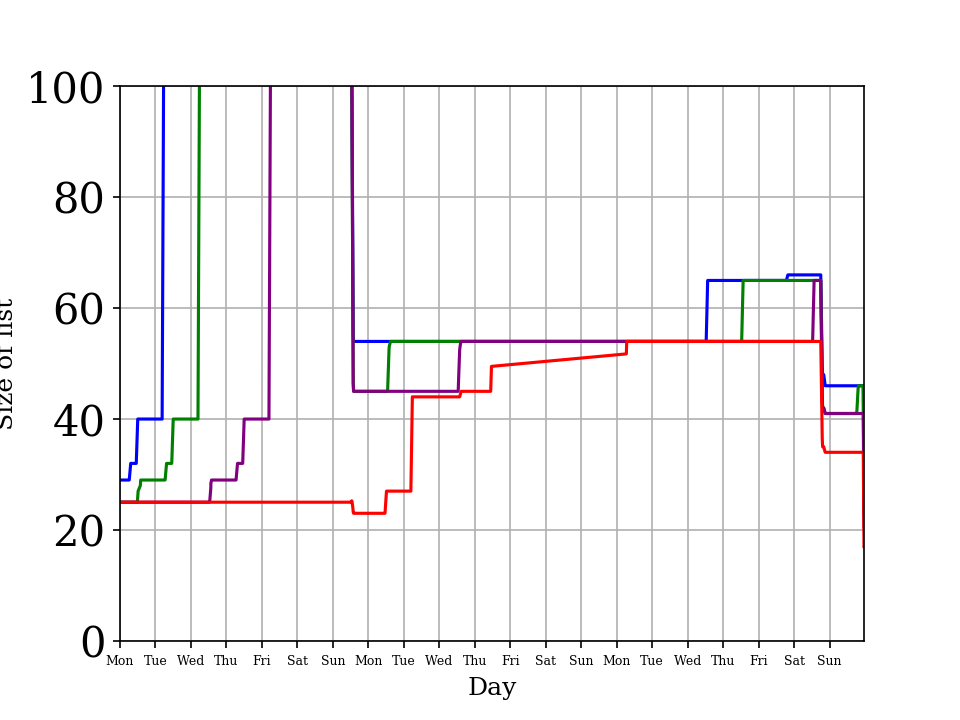 100
80
60
40
20
0
Size of list
Mon Tue Wed Thu Fri Sat Sun Mon Tue Wed Thu Fri Sat Sun Mon Tue Wed Thu Fri Sat Sun
Day